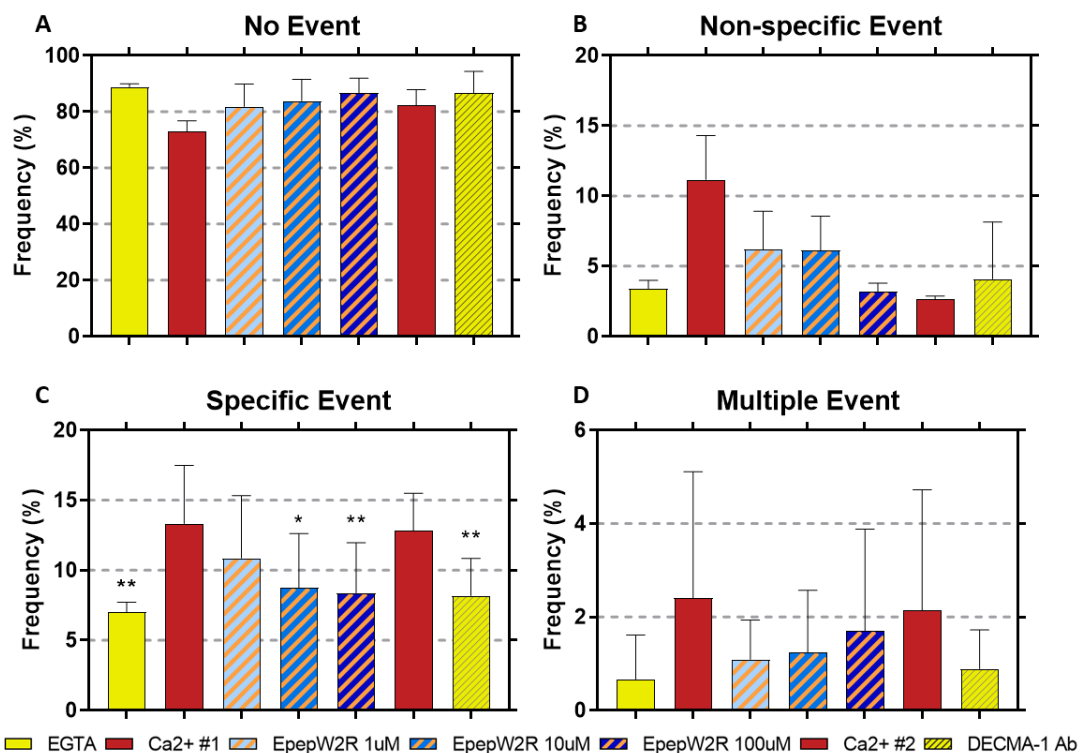 A
No Event
Frequency (%)
100
80
60
40
20
0
B
Non-specific Event
Frequency (%)
20
15
10
5
0
C
Specific Event
Frequency (%)
20
15
10
5
0
**
*
**
**
D
Multiple Event
Frequency (%)
6
4
2
0
EGTA Ca2+ #1 EpepW2R 1uM EpepW2R 10uM EpepW2R 100uM Ca2+ #2 DECMA-1 Ab